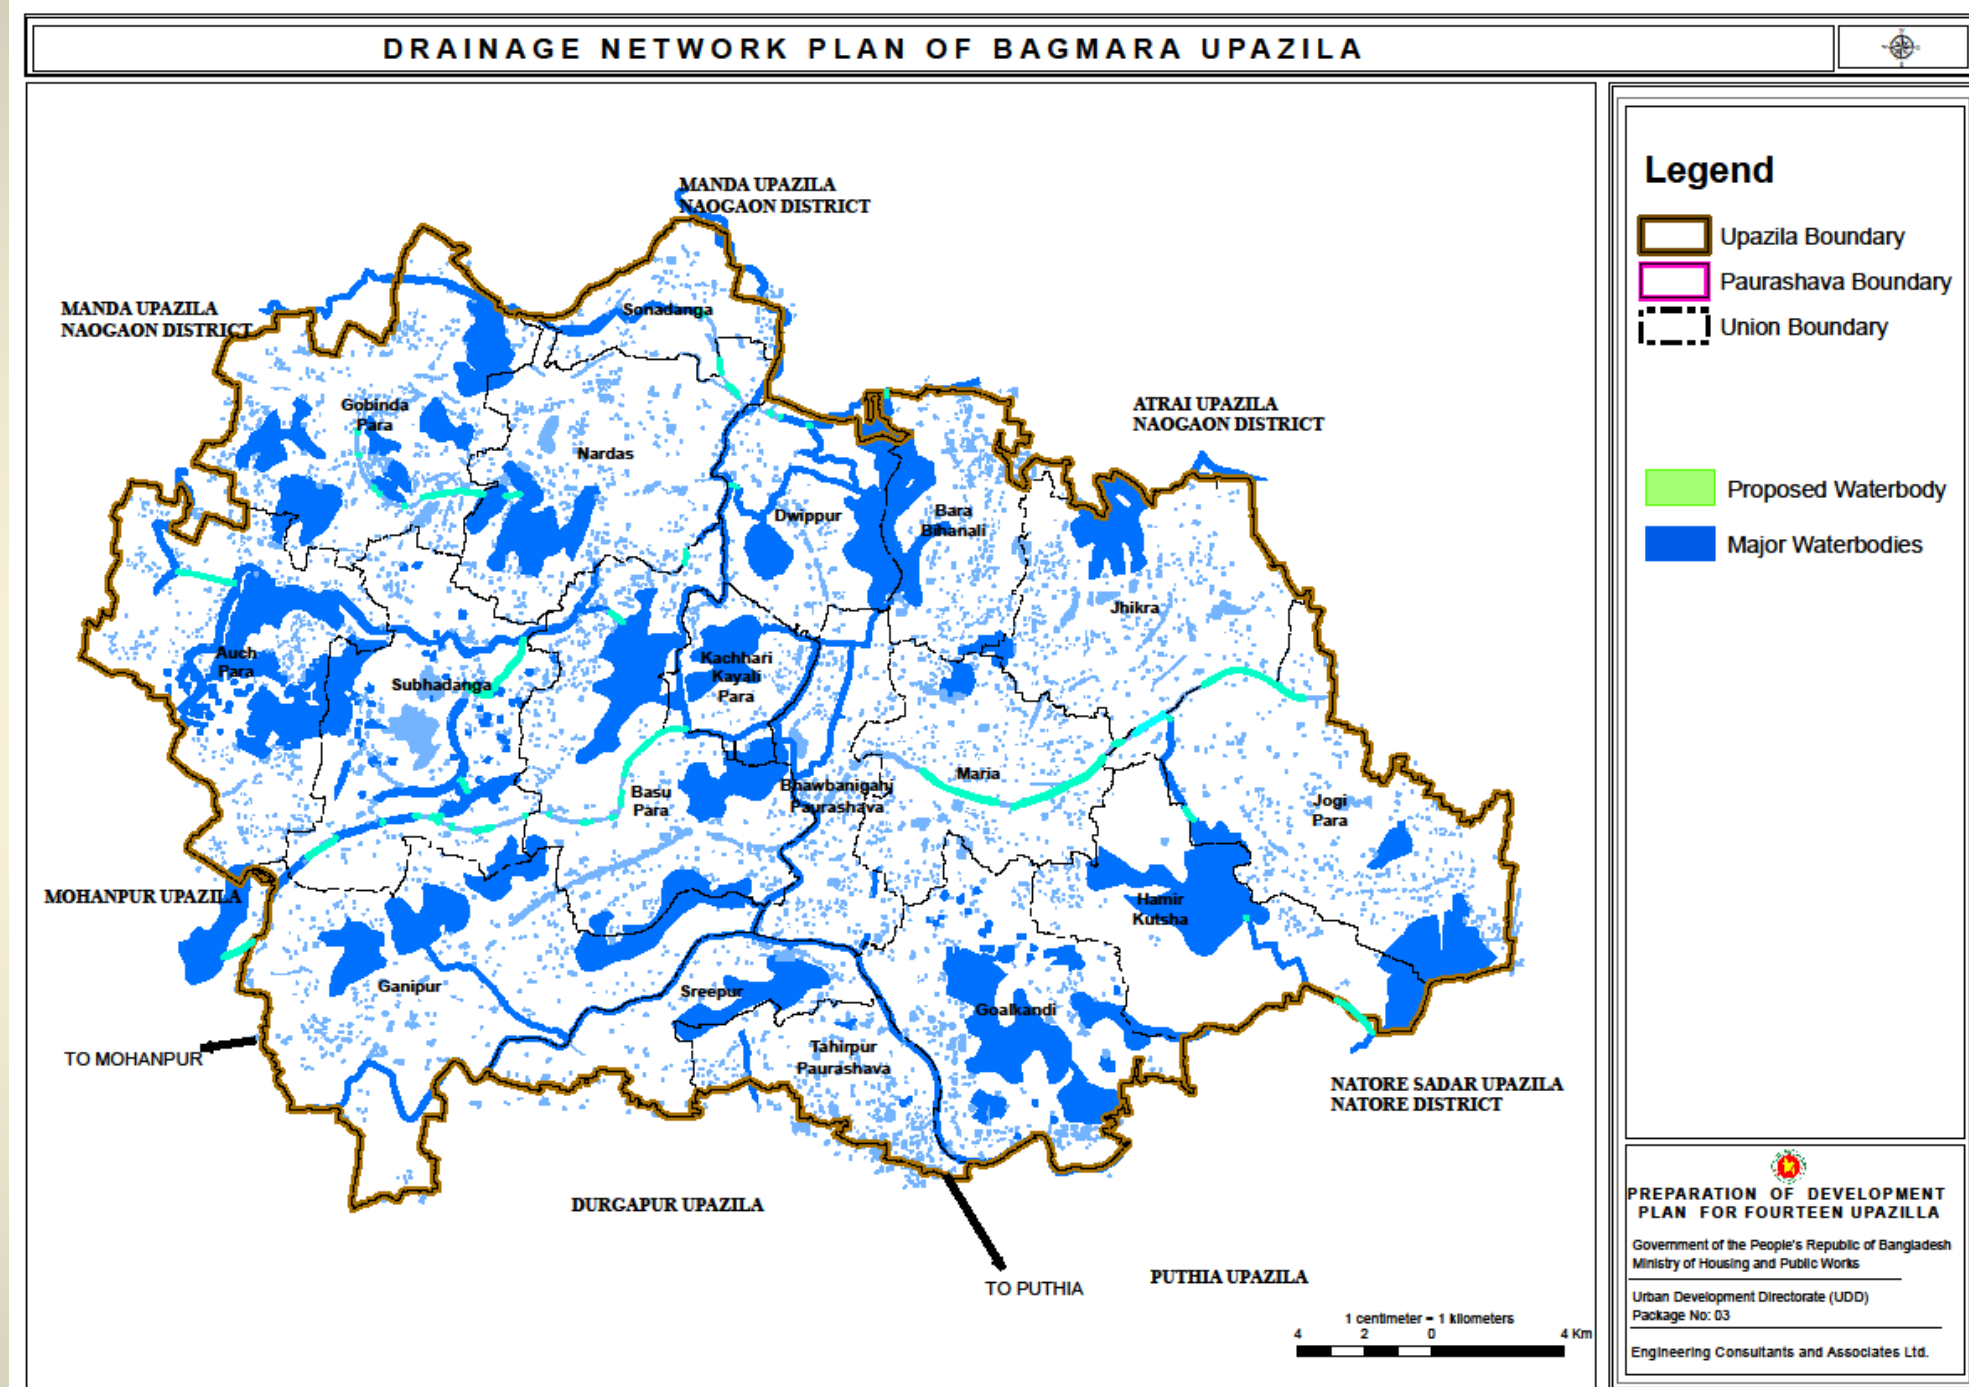 DRAINAGE NETWORK PLAN OF BAGMARA UPAZILA
MANDA UPAZILA
NAOGAON DISTRICT
MANDA UPAZILA
NAOGAON DISTRICT
Sonadanga
ATRAI UPAZILA
NAOGAON DISTRICT
Gobinda
Para
Nardas
Dwippur
Bara
Bihanali
Jhikra
Auch
Para
Subhadanga
Kachhari
Kayali
Para
Maria
Basu
Para
Bhawbanigahj
Paurashava
Jogi
Para
MOHANPUR UPAZILA
Hamir
Kutsha
Ganipur
Sreepur
Goalkandi
Tahirpur
Paurashava
TO MOHANPUR
NATORE SADAR UPAZILA
NATORE DISTRICT
DURGAPUR UPAZILA
TO PUTHIA
PUTHIA UPAZILA
1 centimeter = 1 kilometers
4 2 0 4 Km
Legend
Upazila Boundary
Paurashava Boundary
Union Boundary
Proposed Waterbody
Major Waterbodies
PREPARATION OF DEVELOPMENT
PLAN FOR FOURTEEN UPAZILLA
Government of the People's Republic of Bangladesh
Ministry of Housing and Public Works
Urban Development Directorate (UDD)
Package No: 03
Engineering Consultants and Associates Ltd.